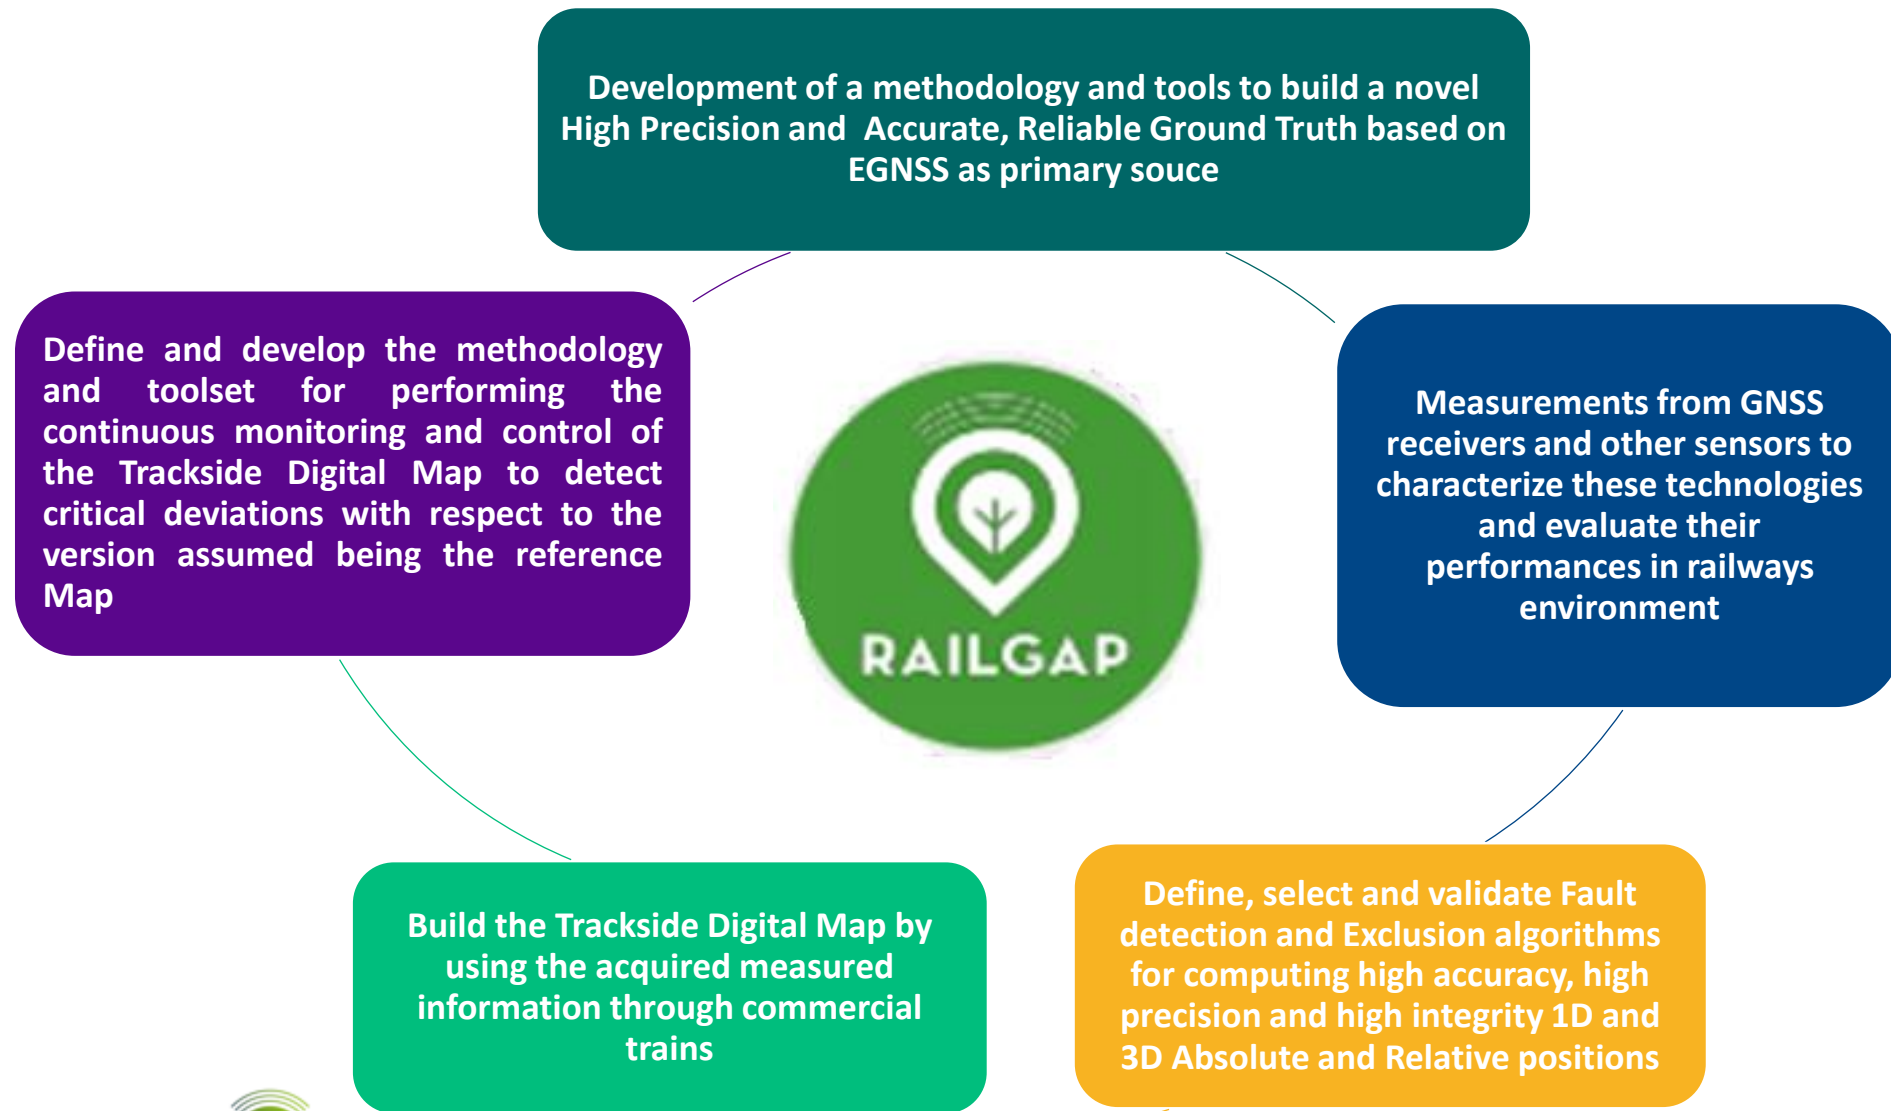 Development of a methodology and tools to build a novel
High Precision and  Accurate, Reliable Ground Truth based on
EGNSS as primary souce
Define and develop the methodology
and toolset for performing the
continuous monitoring and control of
the Trackside Digital Map to detect
critical deviations with respect to the
version assumed being the reference
Map
RAILGAP
Measurements from GNSS
receivers and other sensors to
characterize these technologies
and evaluate their
performances in railways
environment
Build the Trackside Digital Map by
using the acquired measured
information through commercial
trains
Define, select and validate Fault
detection and Exclusion algorithms
for computing high accuracy, high
precision and high integrity 1D and
3D Absolute and Relative positions